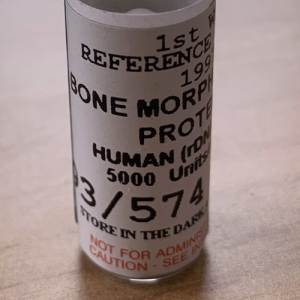 1st
REFERENCE
199
BONE MORPH
PROTE
HUMAN (rDN
5000 Units
3/574
STORE IN THE DARK
NOT FOR ADMINIS
CAUTION - SEE IN